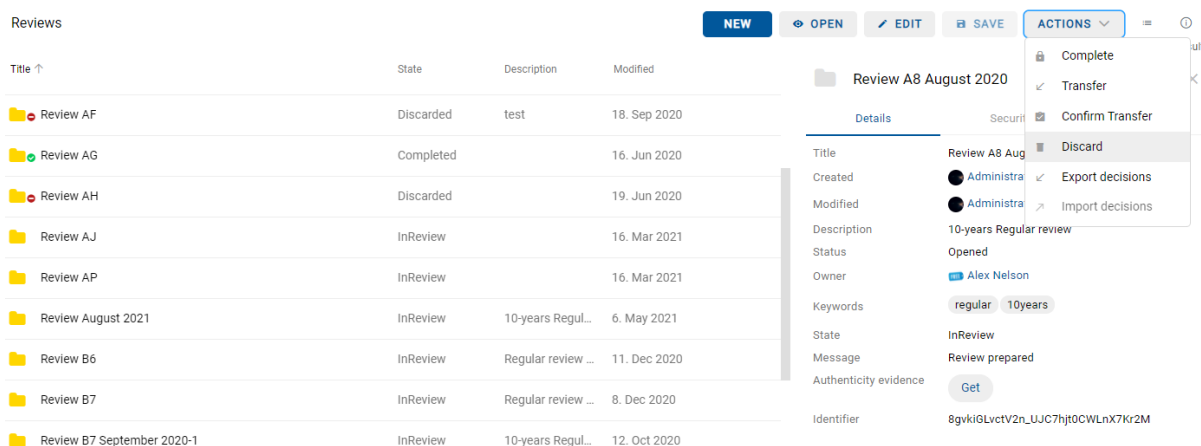 Reviews
NEW OPEN EDIT SAVE ACTIONS
Title State Description Modified
Review AF Discarded test 18. Sep 2020
Review AG Completed 16. Jun 2020
Review AH Discarded 19. Jun 2020
Review AJ InReview 16. Mar 2021
Review AP InReview 16. Mar 2021
Review August 2021 InReview 10-years Regul... 6. May 2021
Review B6 InReview Regular review ... 11. Dec 2020
Review B7 InReview Regular review ... 8. Dec 2020
Review B7 September 2020-1 InReview 10-years Regul... 12. Oct 2020
Complete
Transfer
Confirm Transfer
Discard
Export decisions
Import decisions
Review A8 August 2020
Details Securit
Title Review A8 Aug
Created Administra
Modified Administra
Description 10-years Regular review
Status Opened
Owner Alex Nelson
Keywords regular 10years
State InReview
Message Review prepared
Authenticity evidence Get
Identifier 8gvkiGLvctV2n_UJC7hjt0CWLnX7Kr2M